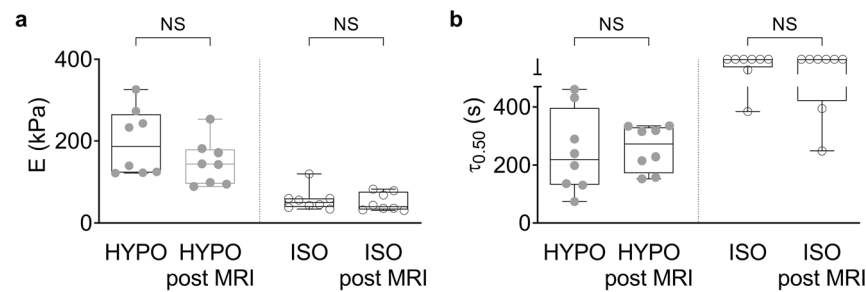 a
NS
NS
400
200
0
E (kPa)
HYPO
HYPO
post MRI
ISO
ISO
post MRI
b
NS
NS
400
200
0
τ0.50 (s)
HYPO
HYPO
post MRI
ISO
ISO
post MRI